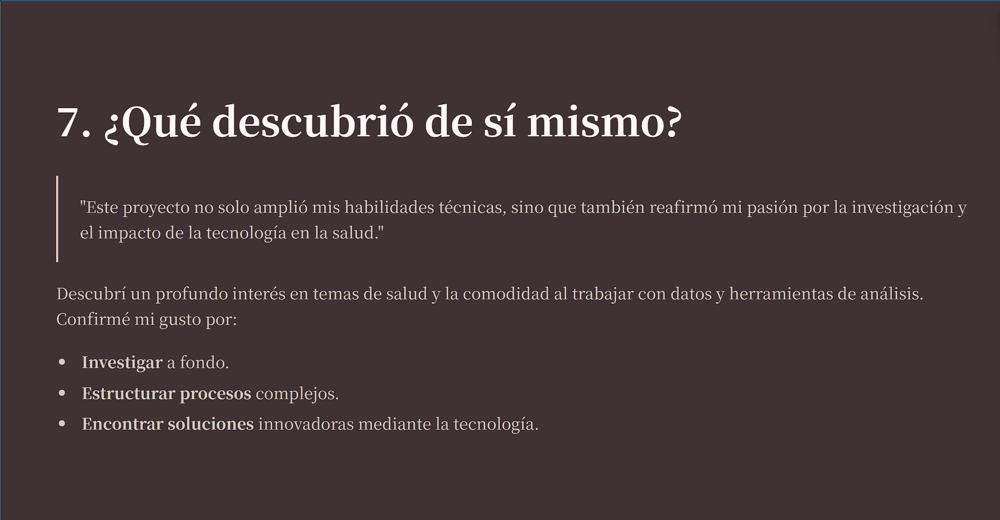 7. ¿Qué descubrió de sí mismo?
"Este proyecto no solo amplió mis habilidades técnicas, sino que también reafirmó mi pasión por la investigación y
el impacto de la tecnología en la salud."
Descubrí un profundo interés en temas de salud y la comodidad al trabajar con datos y herramientas de análisis.
Confirmé mi gusto por:
• Investigar a fondo.
• Estructurar procesos complejos.
• Encontrar soluciones innovadoras mediante la tecnología.